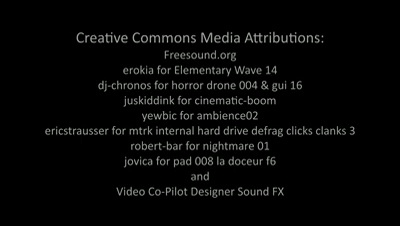 Creative Commons Media Attributions:
Freesound.org
erokia for Elementary Wave 14
dj-chronos for horror drone 004 & gui 16
juskiddink for cinematic-boom
yewbic for ambience02
ericstrausser for mtrk internal hard drive defrag clicks clanks 3
robert-bar for nightmare 01
jovica for pad 008 la doceur f6
and
Video Co-Pilot Designer Sound FX